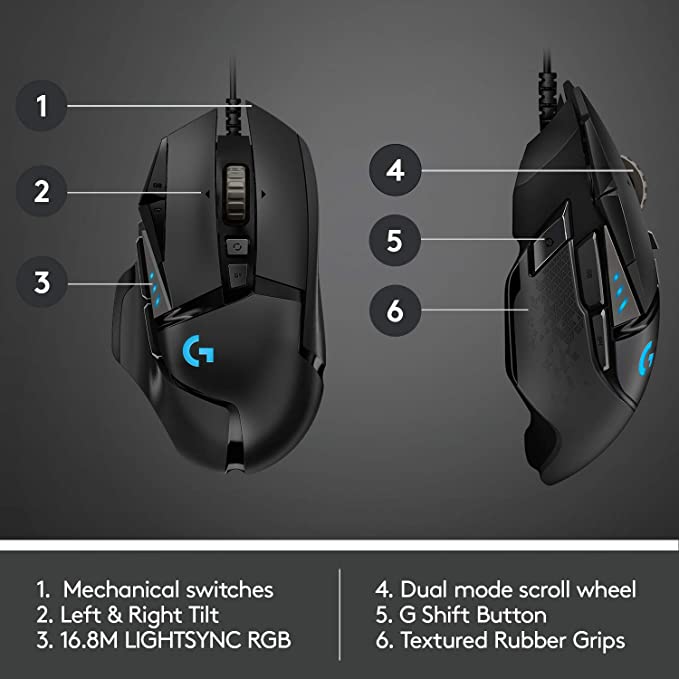 1
2
3
4
5
6
G
G
1. Mechanical switches
2. Left & Right Tilt
3. 16.8M LIGHTSYNC RGB
4. Dual mode scroll wheel
5. G Shift Button
6. Textured Rubber Grips